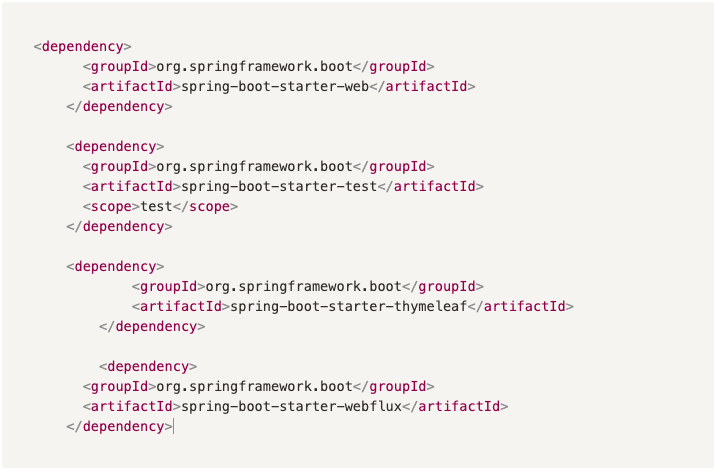 <dependency>
<groupId>org.springframework.boot</groupId>
<artifactId>spring-boot-starter-web</artifactId>
</dependency>
<dependency>
<groupId>org.springframework.boot</groupId>
<artifactId>spring-boot-starter-test</artifactId>
<scope>test</scope>
</dependency>
<dependency>
<groupId>org.springframework.boot</groupId>
<artifactId>spring-boot-starter-thymeleaf</artifactId>
</dependency>
<dependency>
<groupId>org.springframework.boot</groupId>
<artifactId>spring-boot-starter-webflux</artifactId>
</dependency>